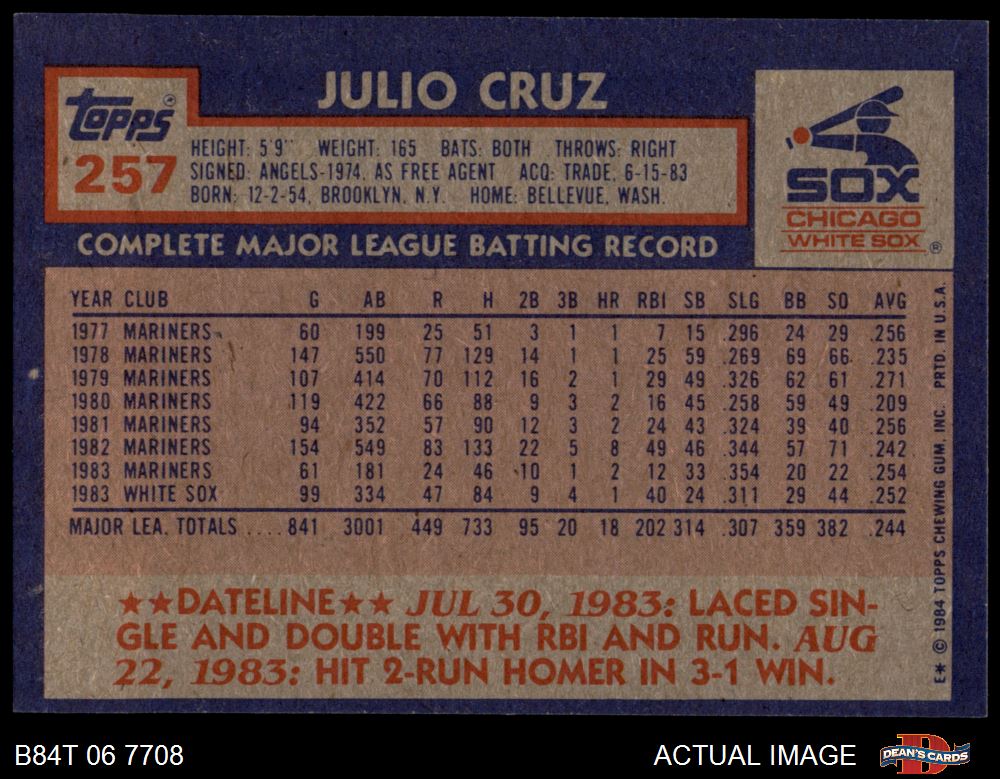 JULIO CRUZ
Topps®
257
HEIGHT: 5'9" WEIGHT: 165 BATS: BOTH THROWS: RIGHT
SIGNED: ANGELS-1974, AS FREE AGENT ACQ: TRADE, 6-15-83
BORN: 12-2-54, BROOKLYN, N.Y. HOME: BELLEVUE, WASH.
SOX
CHICAGO
WHITE SOX ®
COMPLETE MAJOR LEAGUE BATTING RECORD
YEAR CLUB G AB R H 2B 3B HR RBI SB SLG BB SO AVG
1977 MARINERS 60 199 25 51 3 1 1 7 15 .296 24 29 .256
1978 MARINERS 147 550 77 129 14 1 1 25 59 .269 69 66 .235
1979 MARINERS 107 414 70 112 16 2 1 29 49 .326 62 61 .271
1980 MARINERS 119 422 66 88 9 3 2 16 45 .258 59 49 .209
1981 MARINERS 94 352 57 90 12 3 2 24 43 .324 39 40 .256
1982 MARINERS 154 549 83 133 22 5 8 49 46 .344 57 71 .242
1983 MARINERS 61 181 24 46 10 1 2 12 33 .354 20 22 .254
1983 WHITE SOX 99 334 47 84 9 4 1 40 24 .311 29 44 .252
MAJOR LEA. TOTALS .... 841 3001 449 733 95 20 18 202 314 .307 359 382 .244
★★DATELINE★★ JUL 30, 1983: LACED SIN-
GLE AND DOUBLE WITH RBI AND RUN. AUG
22, 1983: HIT 2-RUN HOMER IN 3-1 WIN.
E★ © 1984 TOPPS CHEWING GUM, INC. PRTD. IN U.S.A.
B84T 06 7708
ACTUAL IMAGE
DEAN'S CARDS